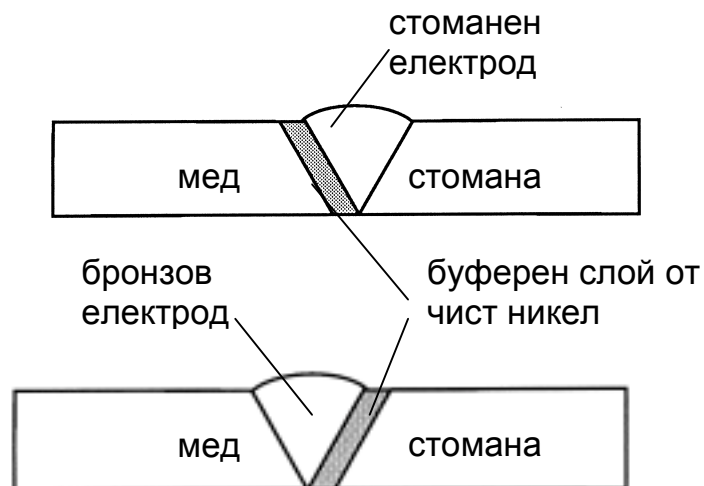 стоманен
електрод
мед
стомана
бронзов
електрод
буферен слой от
чист никел
мед
стомана